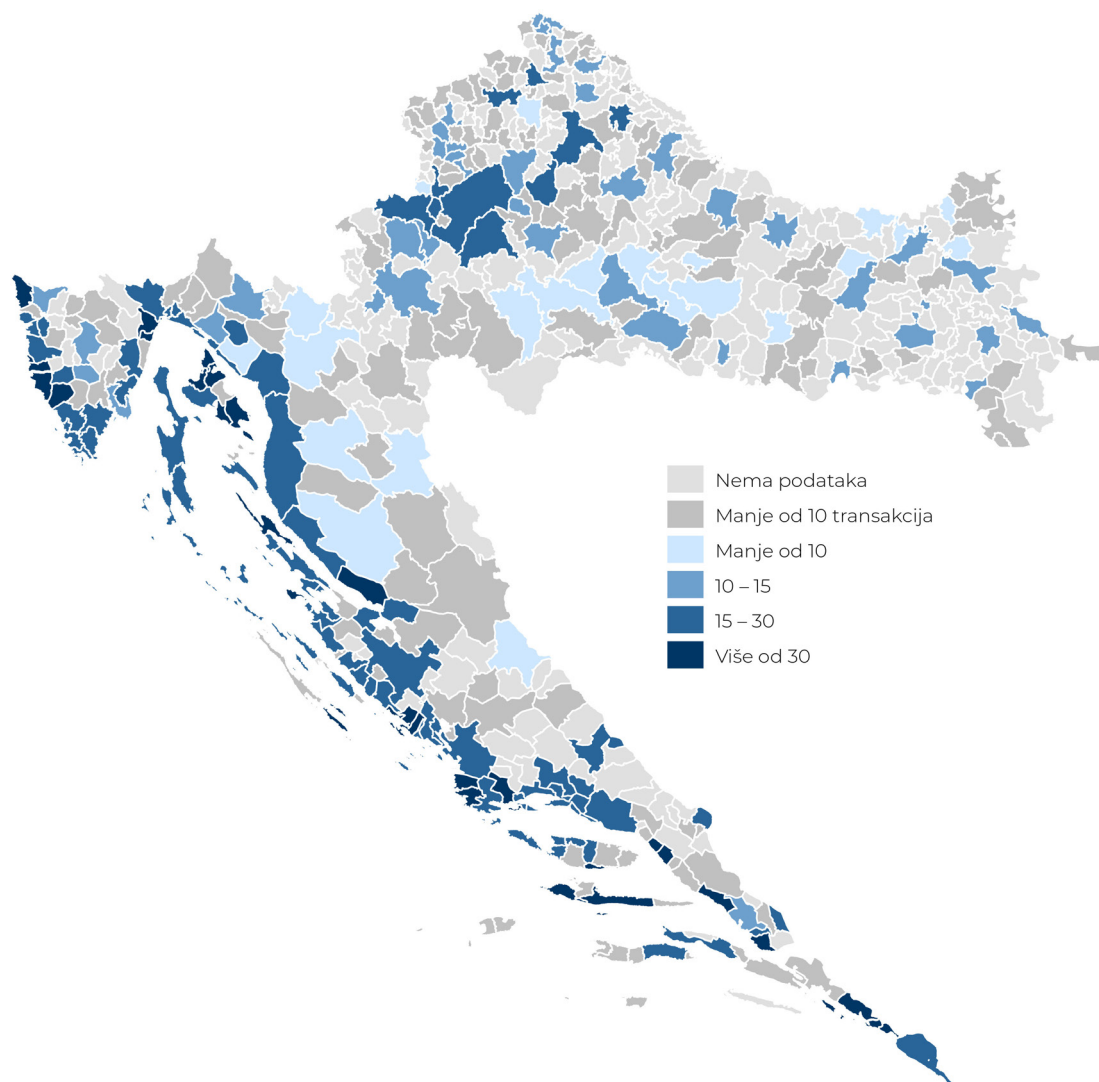 Nema podataka
Manje od 10 transakcija
Manje od 10
10 – 15
15 – 30
Više od 30